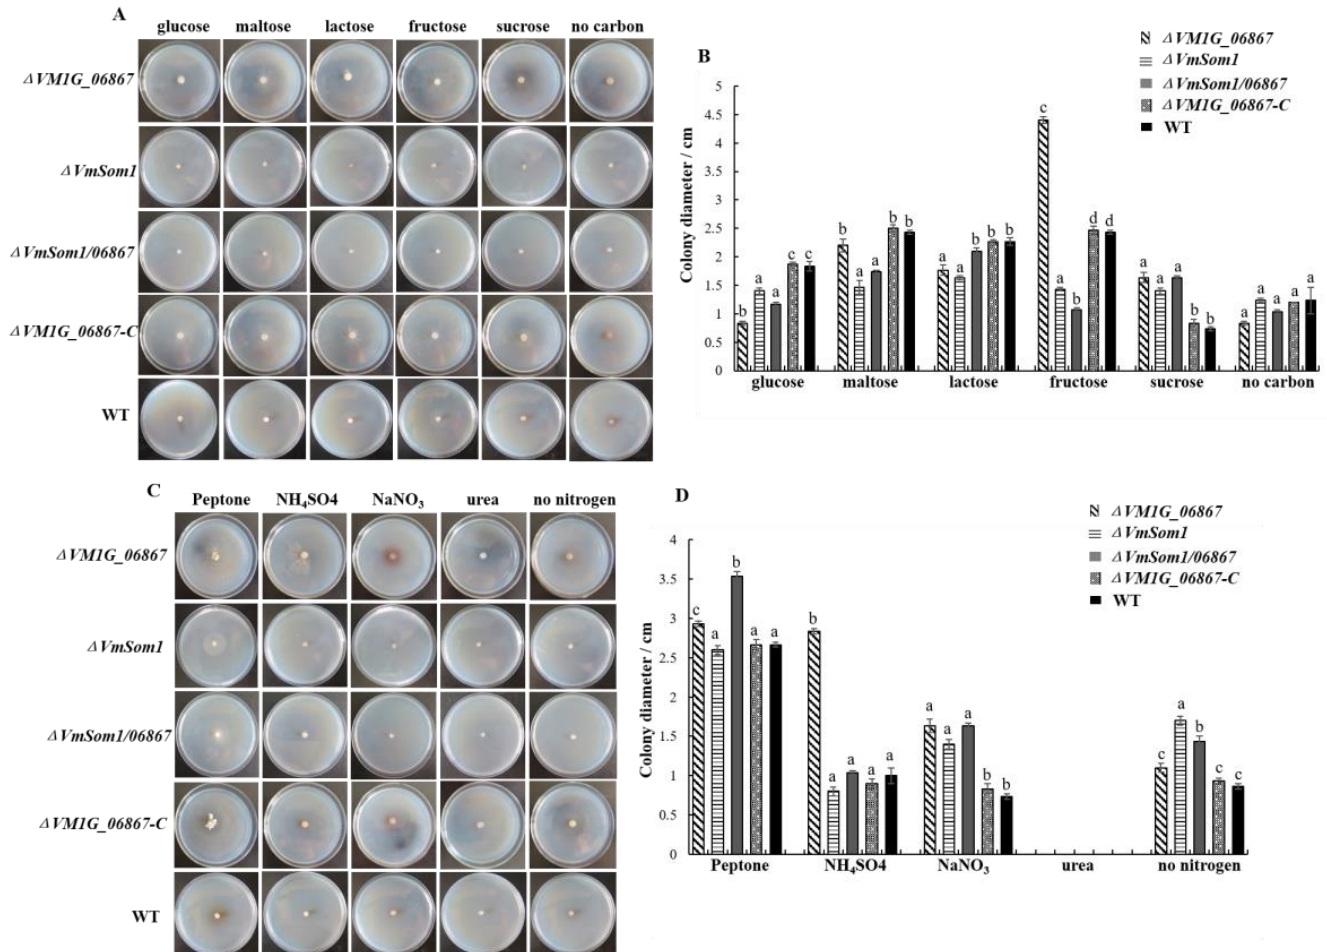 A
glucose maltose lactose fructose sucrose no carbon
ΔVM1G_06867
ΔVmSom1
ΔVmSom1/06867
ΔVM1G_06867-C
WT
B
ΔVM1G_06867
ΔVmSom1
ΔVmSom1/06867
ΔVM1G_06867-C
WT
Colony diameter / cm
5
4.5
4
3.5
3
2.5
2
1.5
1
0.5
0
b a a c c
b a a b b
a a b b b
c a b d d
a a a b b
a a a a a
glucose maltose lactose fructose sucrose no carbon
C
Peptone NH₄SO4 NaNO₃ urea no nitrogen
ΔVM1G_06867
ΔVmSom1
ΔVmSom1/06867
ΔVM1G_06867-C
WT
D
ΔVM1G_06867
ΔVmSom1
ΔVmSom1/06867
ΔVM1G_06867-C
WT
Colony diameter / cm
4
3.5
3
2.5
2
1.5
1
0.5
0
c a b a a
b a a a a
a a a b b
c a b c c
Peptone NH₄SO4 NaNO₃ urea no nitrogen